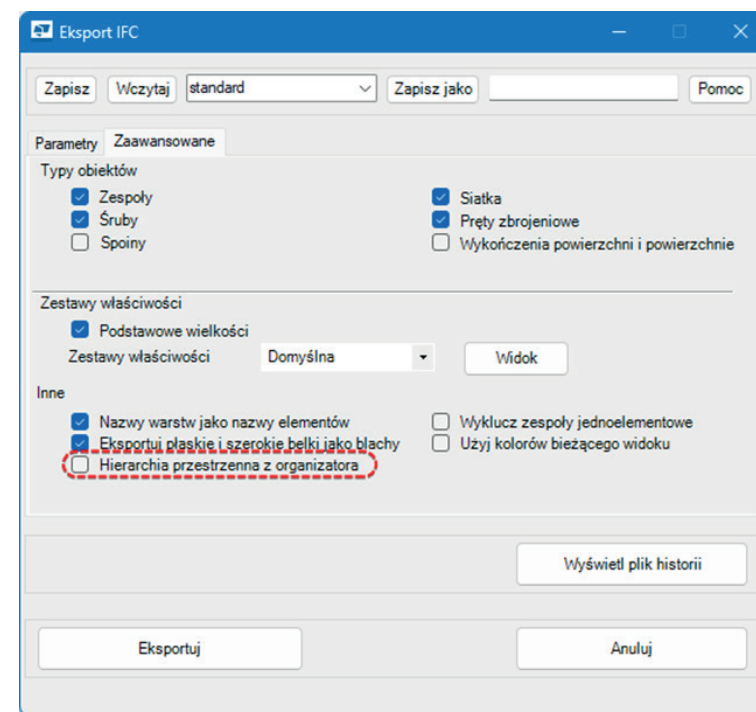 Eksport IFC
Zapisz Wczytaj standard Zapisz jako Pomoc
Parametry Zaawansowane
Typy obiektów
Zespoły Siatka
Śruby Pręty zbrojeniowe
Spoiny Wykończenia powierzchni i powierzchnie
Zestawy właściwości
Podstawowe wielkości
Zestawy właściwości Domyślna Widok
Inne
Nazwy warstw jako nazwy elementów Wyklucz zespoły jednoelementowe
Eksportuj płaskie i szerokie belki jako blachy Użyj kolorów bieżącego widoku
Hierarchia przestrzenna z organizatora
Wyświetl plik historii
Eksportuj Anuluj